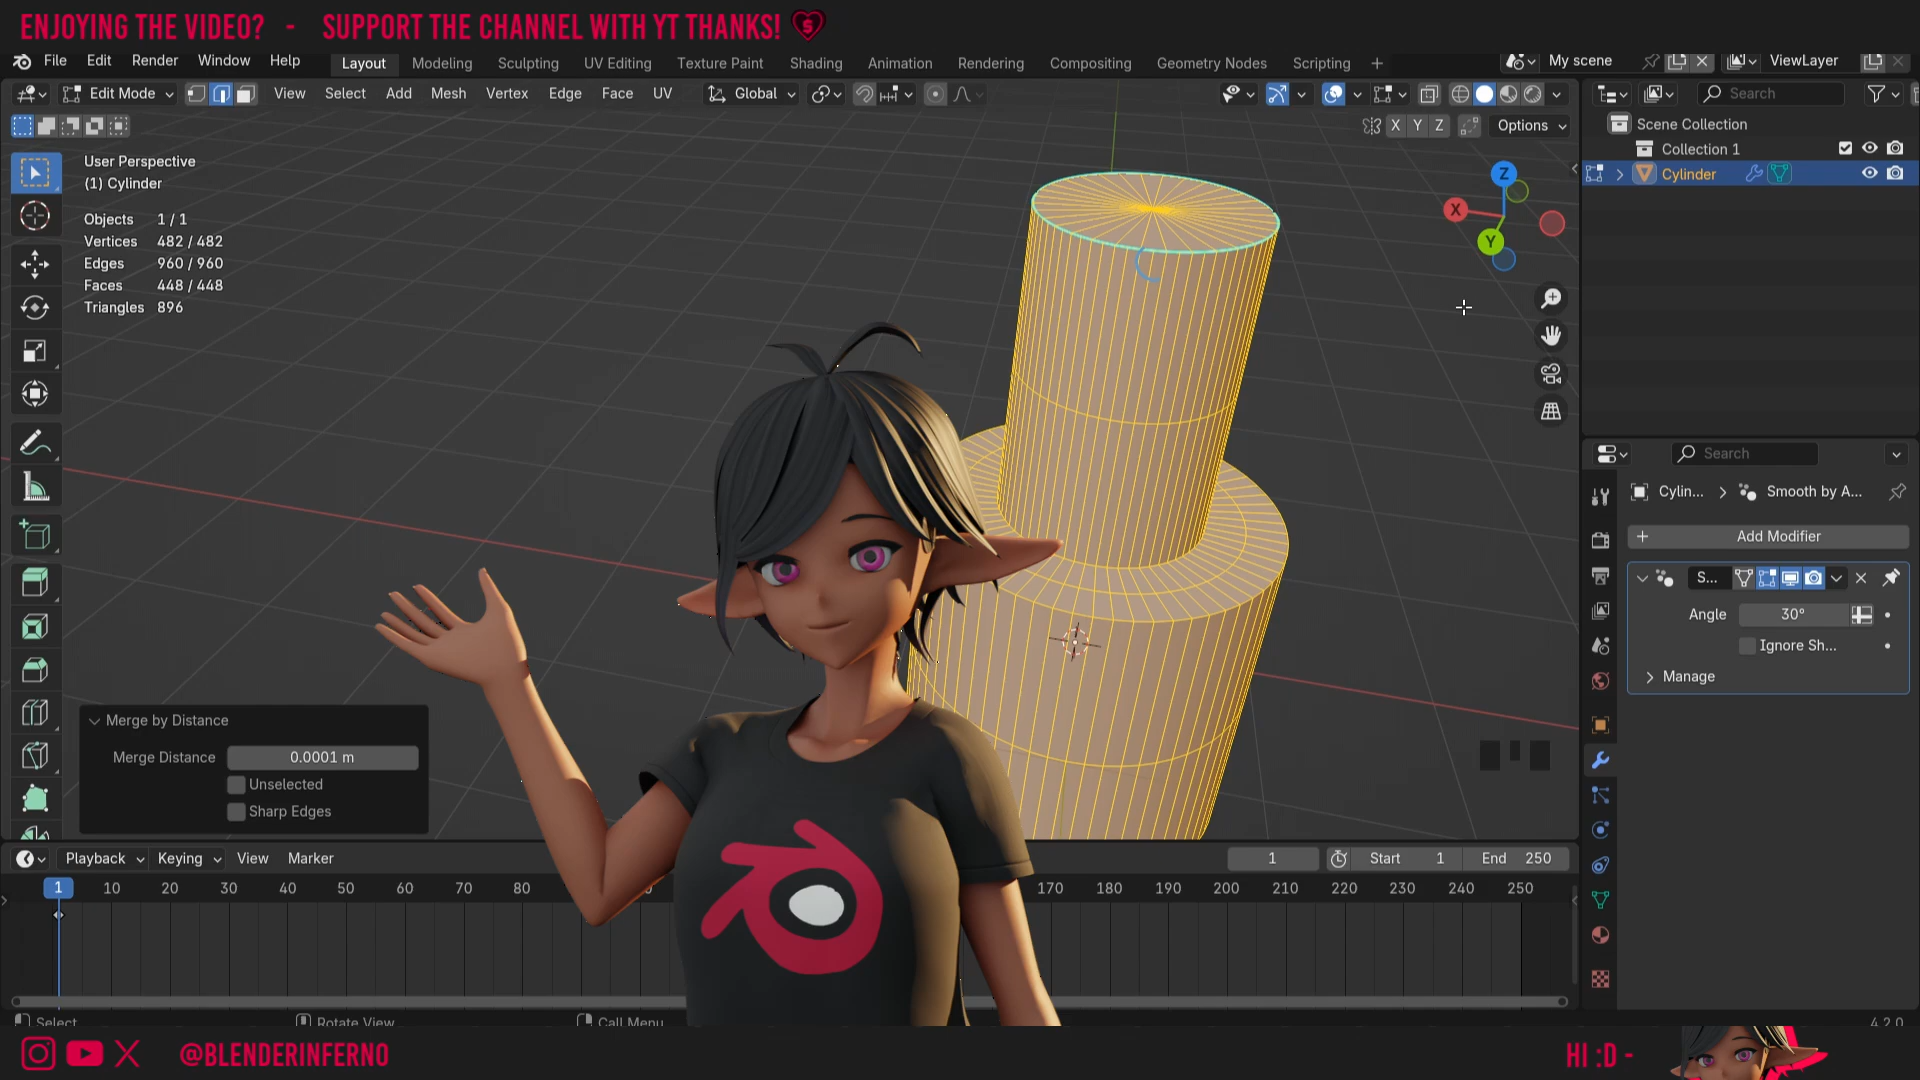 ENJOYING THE VIDEO? - SUPPORT THE CHANNEL WITH YT THANKS!
File Edit Render Window Help Layout Modeling Sculpting UV Editing Texture Paint Shading Animation Rendering Compositing Geometry Nodes Scripting + My scene ViewLayer
Edit Mode View Select Add Mesh Vertex Edge Face UV Global Search
X Y Z Options
Scene Collection
Collection 1
Cylinder
User Perspective
(1) Cylinder
Objects 1 / 1
Vertices 482 / 482
Edges 960 / 960
Faces 448 / 448
Triangles 896
Z
X
Y
Search
Cylin... > Smooth by A...
+ Add Modifier
S...
Angle 30°
Ignore Sh...
Manage
Merge by Distance
Merge Distance 0.0001 m
Unselected
Sharp Edges
Playback Keying View Marker 1 Start 1 End 250
1 10 20 30 40 50 60 70 80 170 180 190 200 210 220 230 240 250
Select Rotate View Call Menu 4.2.0
@BLENDERINFERNO
HI :D -